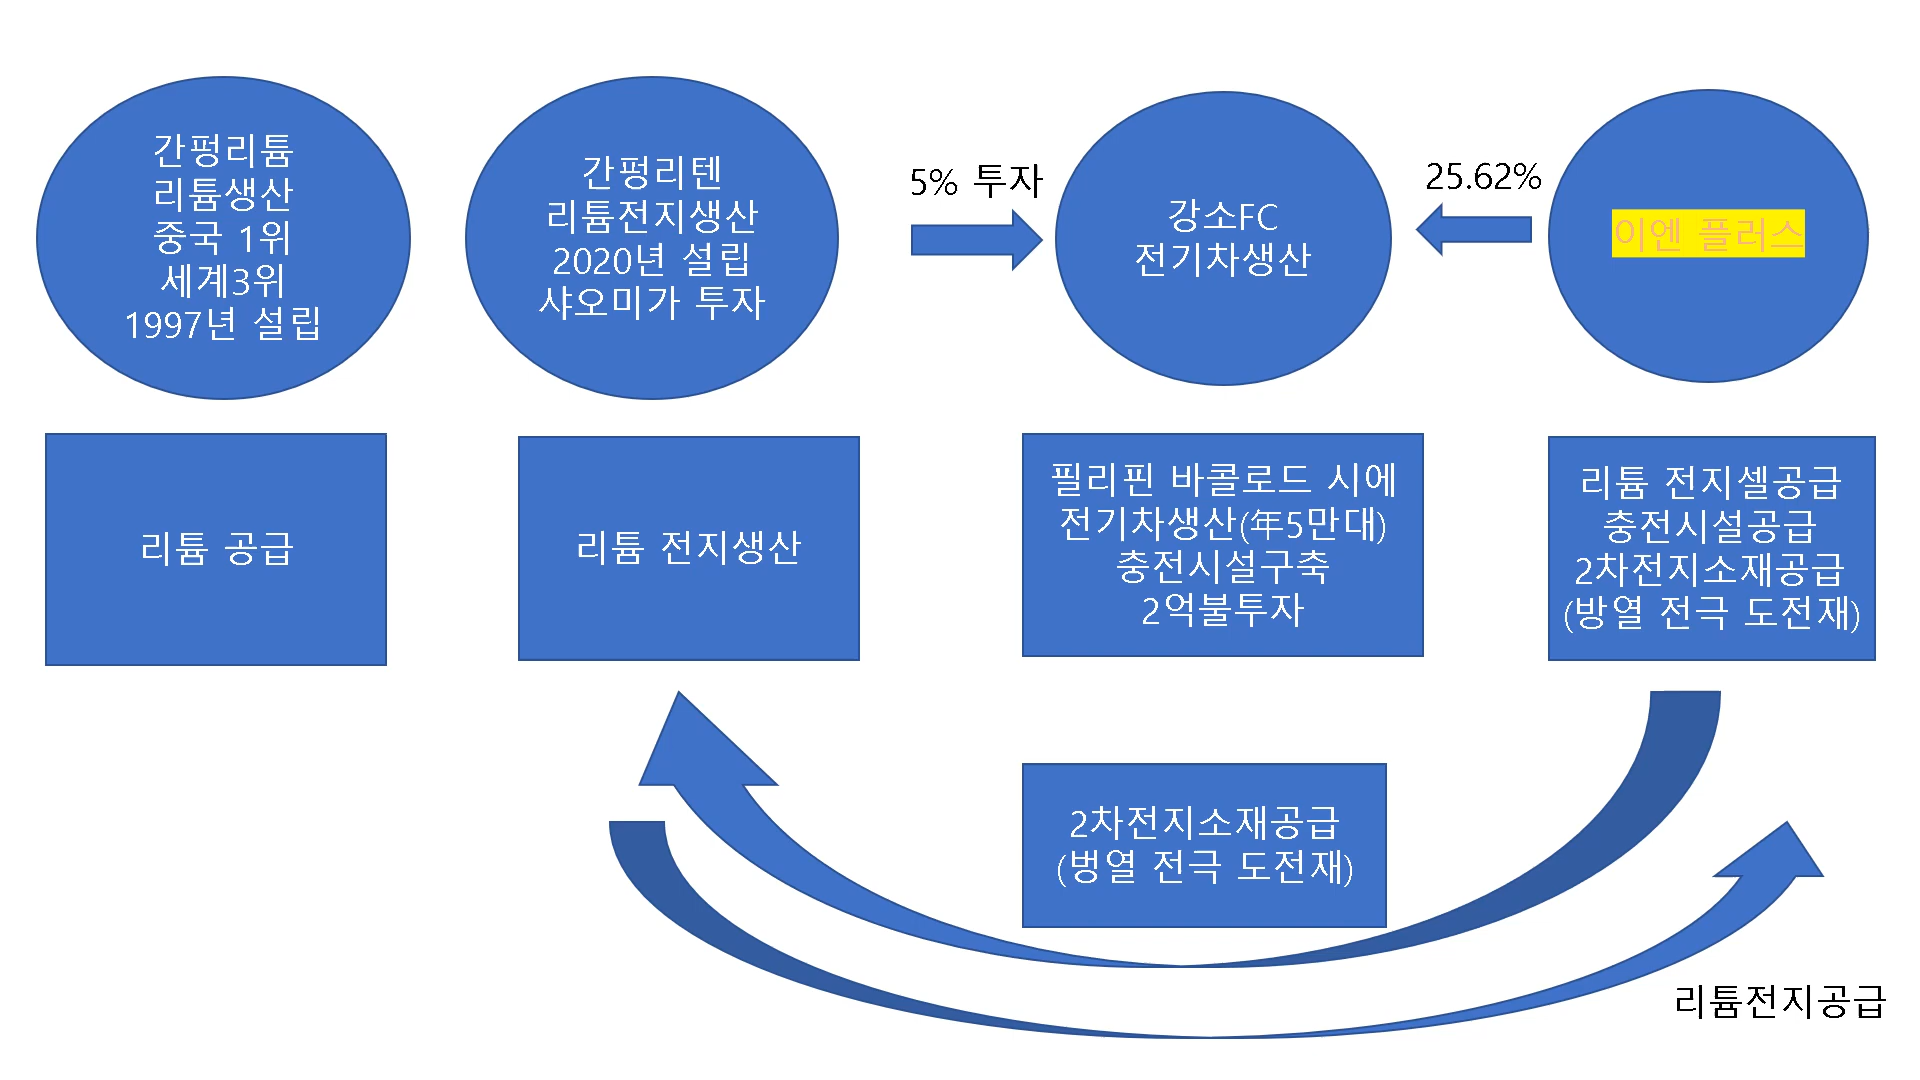 간펑리튬
리튬생산
중국 1위
세계3위
1997년 설립
간펑리텐
리튬전지생산
2020년 설립
샤오미가 투자
5% 투자
강소FC
전기차생산
25.62%
이엔 플러스
리튬 공급
리튬 전지생산
필리핀 바콜로드 시에
전기차생산(年5만대)
충전시설구축
2억불투자
리튬 전지셀공급
충전시설공급
2차전지소재공급
(방열 전극 도전재)
2차전지소재공급
(벙열 전극 도전재)
리튬전지공급